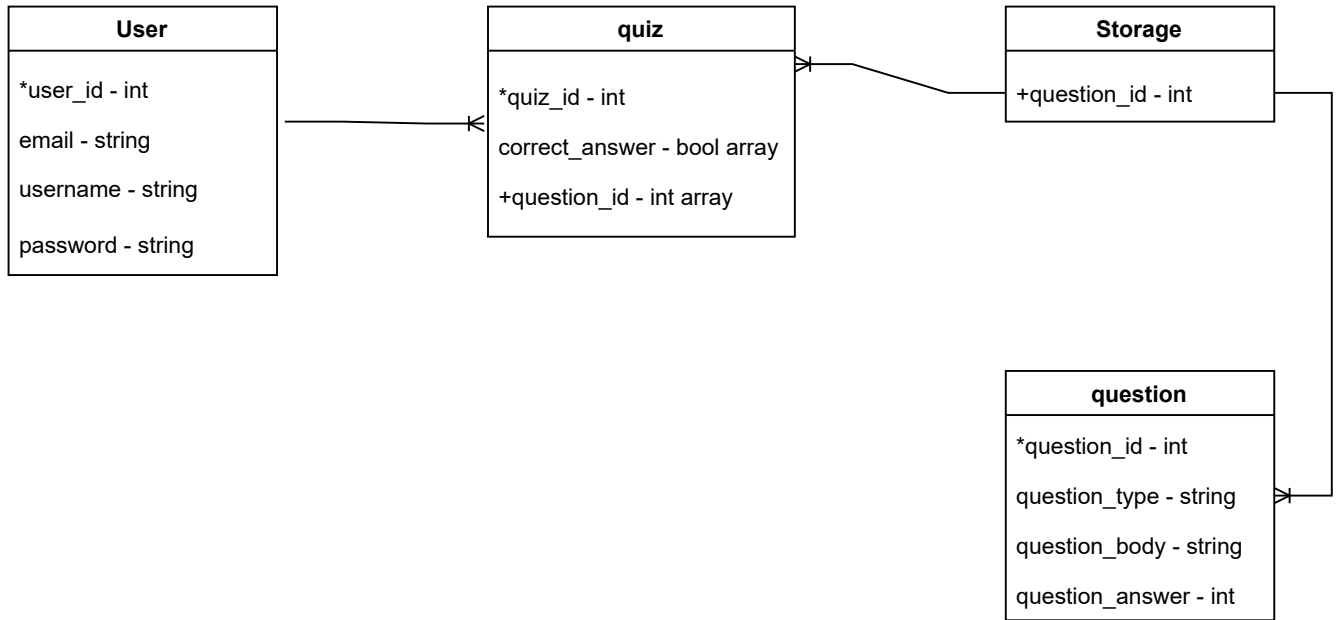 User
*user_id - int
email - string
username - string
password - string
quiz
*quiz_id - int
correct_answer - bool array
+question_id - int array
Storage
+question_id - int
question
*question_id - int
question_type - string
question_body - string
question_answer - int